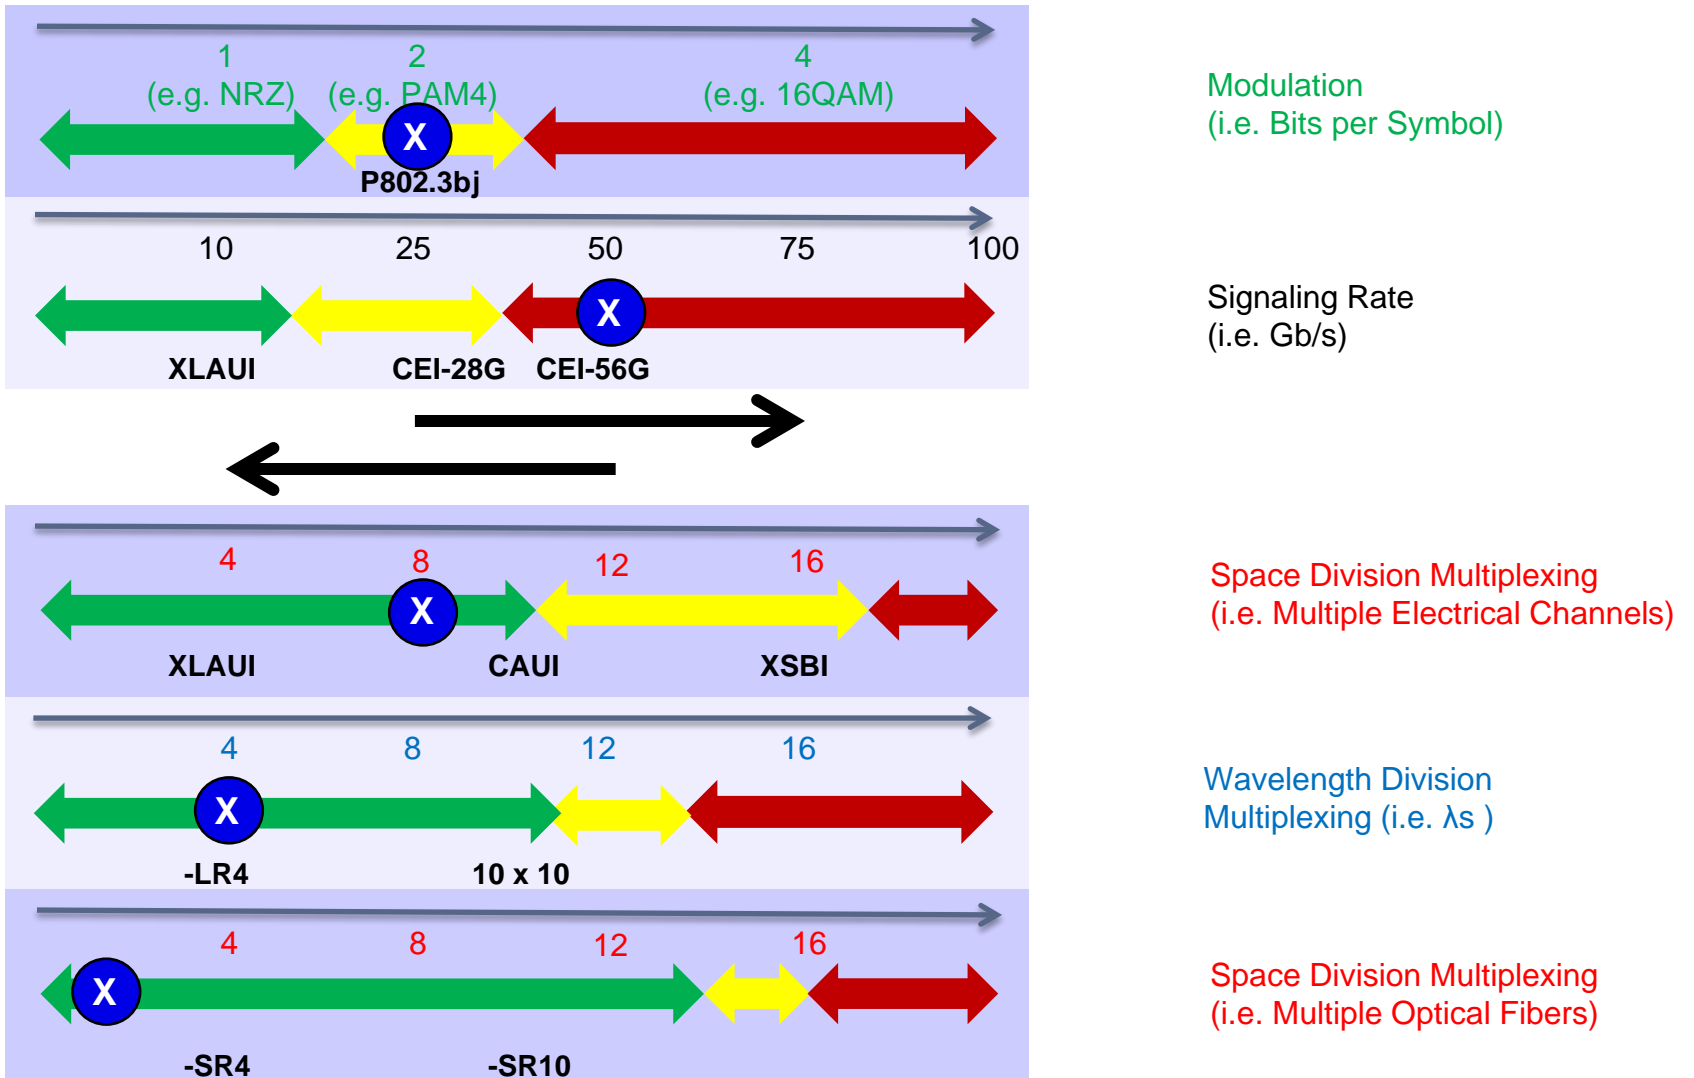 1 2 4
(e.g. NRZ) (e.g. PAM4) (e.g. 16QAM)
X
P802.3bj
Modulation
(i.e. Bits per Symbol)
10 25 50 75 100
X
XLAUI CEI-28G CEI-56G
Signaling Rate
(i.e. Gb/s)
4 8 12 16
X
XLAUI CAUI XSBI
Space Division Multiplexing
(i.e. Multiple Electrical Channels)
4 8 12 16
X
-LR4 10 x 10
Wavelength Division
Multiplexing (i.e. λs )
4 8 12 16
X
-SR4 -SR10
Space Division Multiplexing
(i.e. Multiple Optical Fibers)